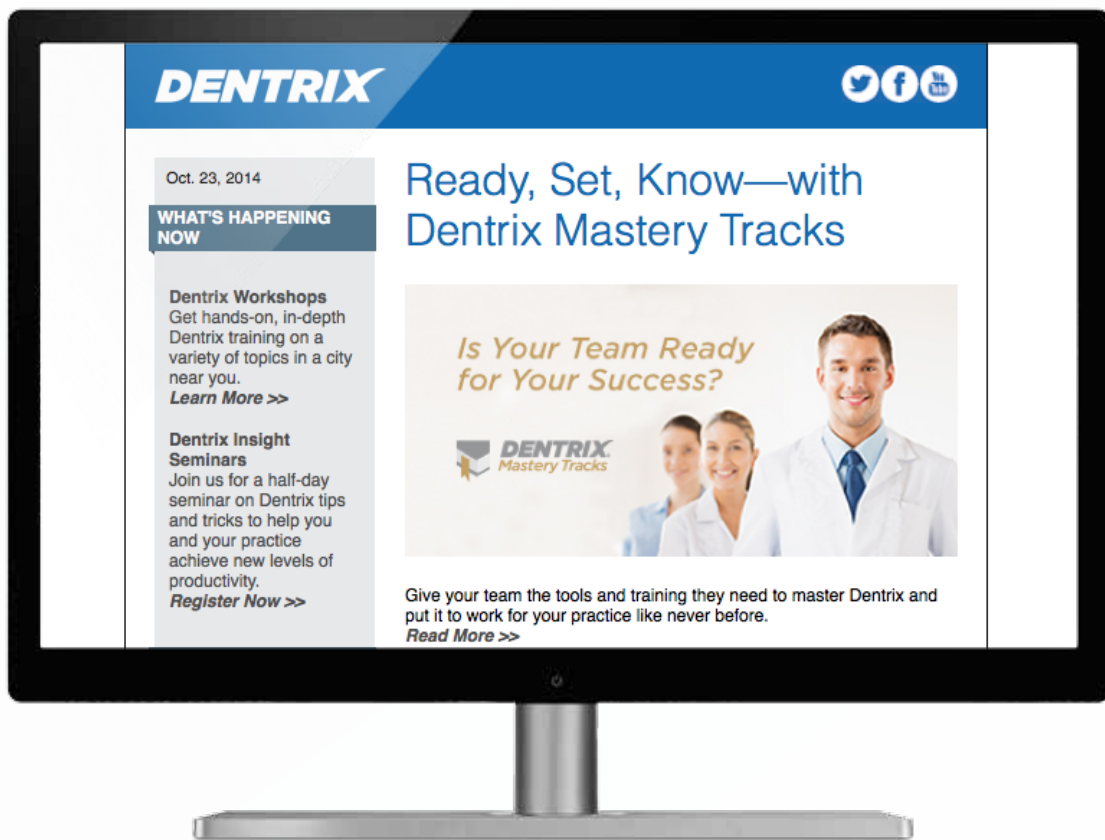 DENTRIX
You
Tube
Oct. 23, 2014
WHAT'S HAPPENING
NOW
Dentrix Workshops
Get hands-on, in-depth
Dentrix training on a
variety of topics in a city
near you.
Learn More >>
Dentrix Insight
Seminars
Join us for a half-day
seminar on Dentrix tips
and tricks to help you
and your practice
achieve new levels of
productivity.
Register Now >>
Ready, Set, Know—with
Dentrix Mastery Tracks
Is Your Team Ready
for Your Success?
DENTRIX
Mastery Tracks
Give your team the tools and training they need to master Dentrix and
put it to work for your practice like never before.
Read More >>